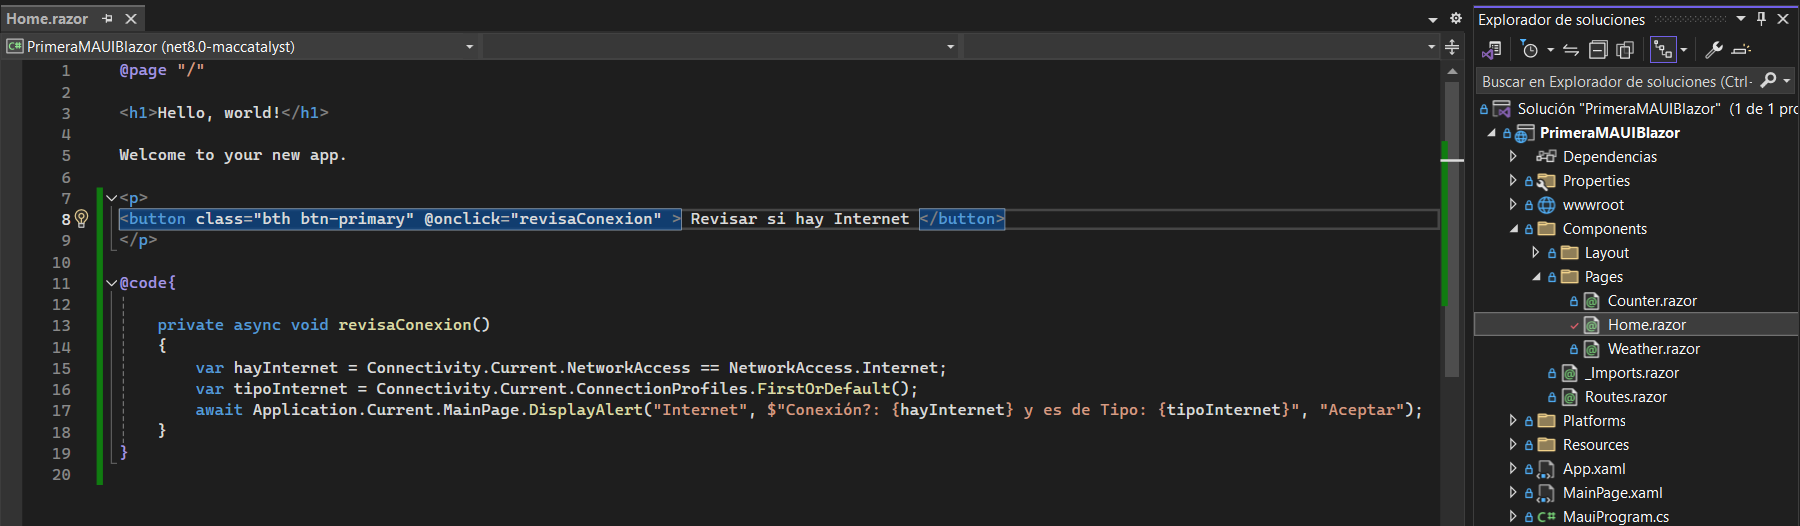 Home.razor
PrimeraMAUIBlazor (net8.0-maccatalyst)
1 @page "/"
2
3 <h1>Hello, world!</h1>
4
5 Welcome to your new app.
6
7 <p>
8 <button class="bth btn-primary" @onclick="revisaConexion" > Revisar si hay Internet </button>
9 </p>
10
11 @code{
12
13     private async void revisaConexion()
14     {
15         var hayInternet = Connectivity.Current.NetworkAccess == NetworkAccess.Internet;
16         var tipoInternet = Connectivity.Current.ConnectionProfiles.FirstOrDefault();
17         await Application.Current.MainPage.DisplayAlert("Internet", $"Conexión?: {hayInternet} y es de Tipo: {tipoInternet}", "Aceptar");
18     }
19 }
20
Explorador de soluciones
Buscar en Explorador de soluciones (Ctrl-
Solución "PrimeraMAUIBlazor" (1 de 1 pro
PrimeraMAUIBlazor
Dependencias
Properties
wwwroot
Components
Layout
Pages
Counter.razor
Home.razor
Weather.razor
_Imports.razor
Routes.razor
Platforms
Resources
App.xaml
MainPage.xaml
C# MauiProgram.cs